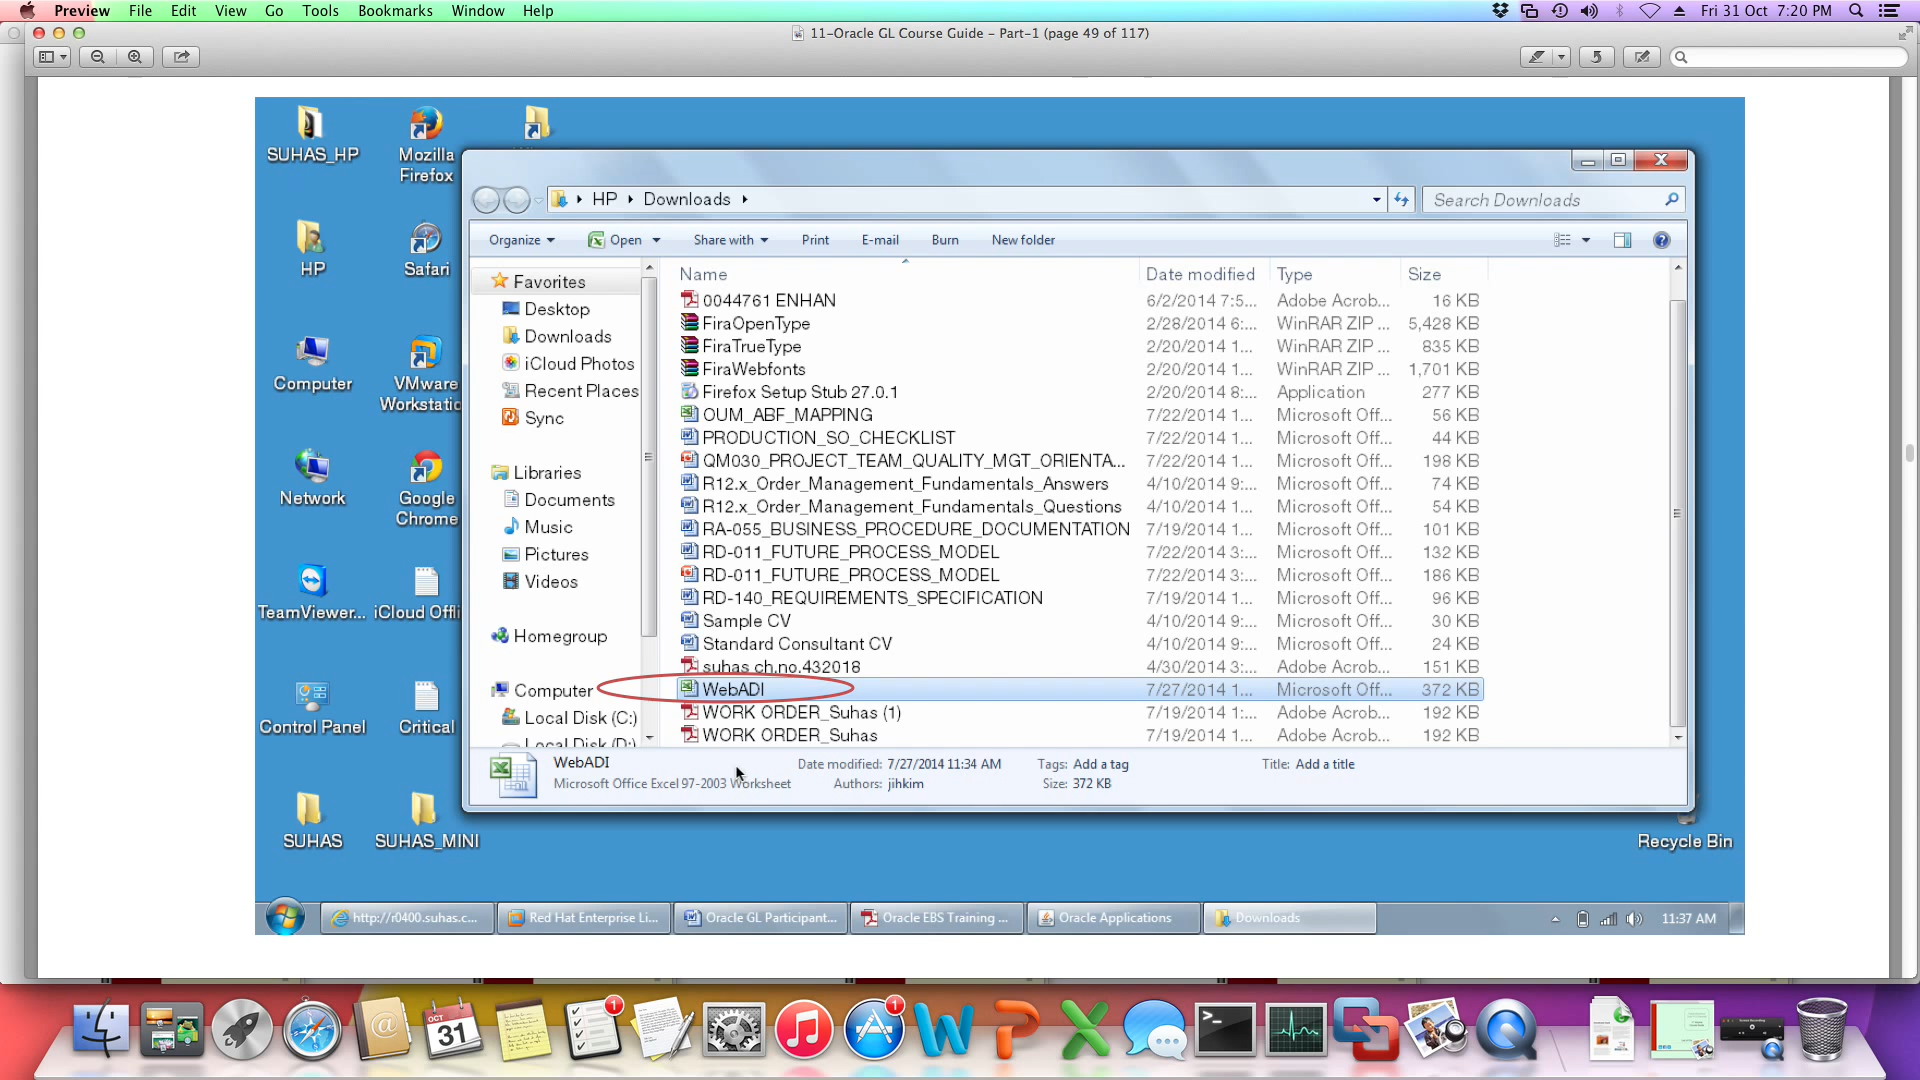 Preview File Edit View Go Tools Bookmarks Window Help
Fri 31 Oct 7:20 PM
11-Oracle GL Course Guide – Part-1 (page 49 of 117)
SUHAS_HP
Mozilla
Firefox
HP
Safari
Computer
VMware
Workstatio
Network
Google
Chrome
TeamViewer...
iCloud Offli
Control Panel
Critical
SUHAS
SUHAS_MINI
Recycle Bin
HP Downloads
Search Downloads
Organize Open Share with Print E-mail Burn New folder
Favorites
Desktop
Downloads
iCloud Photos
Recent Places
Sync
Libraries
Documents
Music
Pictures
Videos
Homegroup
Computer
Local Disk (C:)
Local Disk (D:)
Name Date modified Type Size
0044761 ENHAN 6/2/2014 7:5... Adobe Acrob... 16 KB
FiraOpenType 2/28/2014 6:... WinRAR ZIP ... 5,428 KB
FiraTrueType 2/20/2014 1... WinRAR ZIP ... 835 KB
FiraWebfonts 2/20/2014 1... WinRAR ZIP ... 1,701 KB
Firefox Setup Stub 27.0.1 2/20/2014 8:... Application 277 KB
OUM_ABF_MAPPING 7/22/2014 1... Microsoft Off... 56 KB
PRODUCTION_SO_CHECKLIST 7/22/2014 1... Microsoft Off... 44 KB
QM030_PROJECT_TEAM_QUALITY_MGT_ORIENTA... 7/22/2014 1... Microsoft Off... 198 KB
R12.x_Order_Management_Fundamentals_Answers 4/10/2014 9:... Microsoft Off... 74 KB
R12.x_Order_Management_Fundamentals_Questions 4/10/2014 9:... Microsoft Off... 54 KB
RA-055_BUSINESS_PROCEDURE_DOCUMENTATION 7/19/2014 1... Microsoft Off... 101 KB
RD-011_FUTURE_PROCESS_MODEL 7/22/2014 3:... Microsoft Off... 132 KB
RD-011_FUTURE_PROCESS_MODEL 7/22/2014 3:... Microsoft Off... 186 KB
RD-140_REQUIREMENTS_SPECIFICATION 7/19/2014 1... Microsoft Off... 96 KB
Sample CV 4/10/2014 9:... Microsoft Off... 30 KB
Standard Consultant CV 4/10/2014 9:... Microsoft Off... 24 KB
suhas ch.no.432018 4/30/2014 3:... Adobe Acrob... 151 KB
WebADI 7/27/2014 1... Microsoft Off... 372 KB
WORK ORDER_Suhas (1) 7/19/2014 1:... Adobe Acrob... 192 KB
WORK ORDER_Suhas 7/19/2014 1... Adobe Acrob... 192 KB
WebADI Date modified: 7/27/2014 11:34 AM Tags: Add a tag Title: Add a title
Microsoft Office Excel 97-2003 Worksheet Authors: jihkim Size: 372 KB
http://r0400.suhas.c... Red Hat Enterprise Li... Oracle GL Participant... Oracle EBS Training ... Oracle Applications Downloads 11:37 AM
OCT
31
1
1